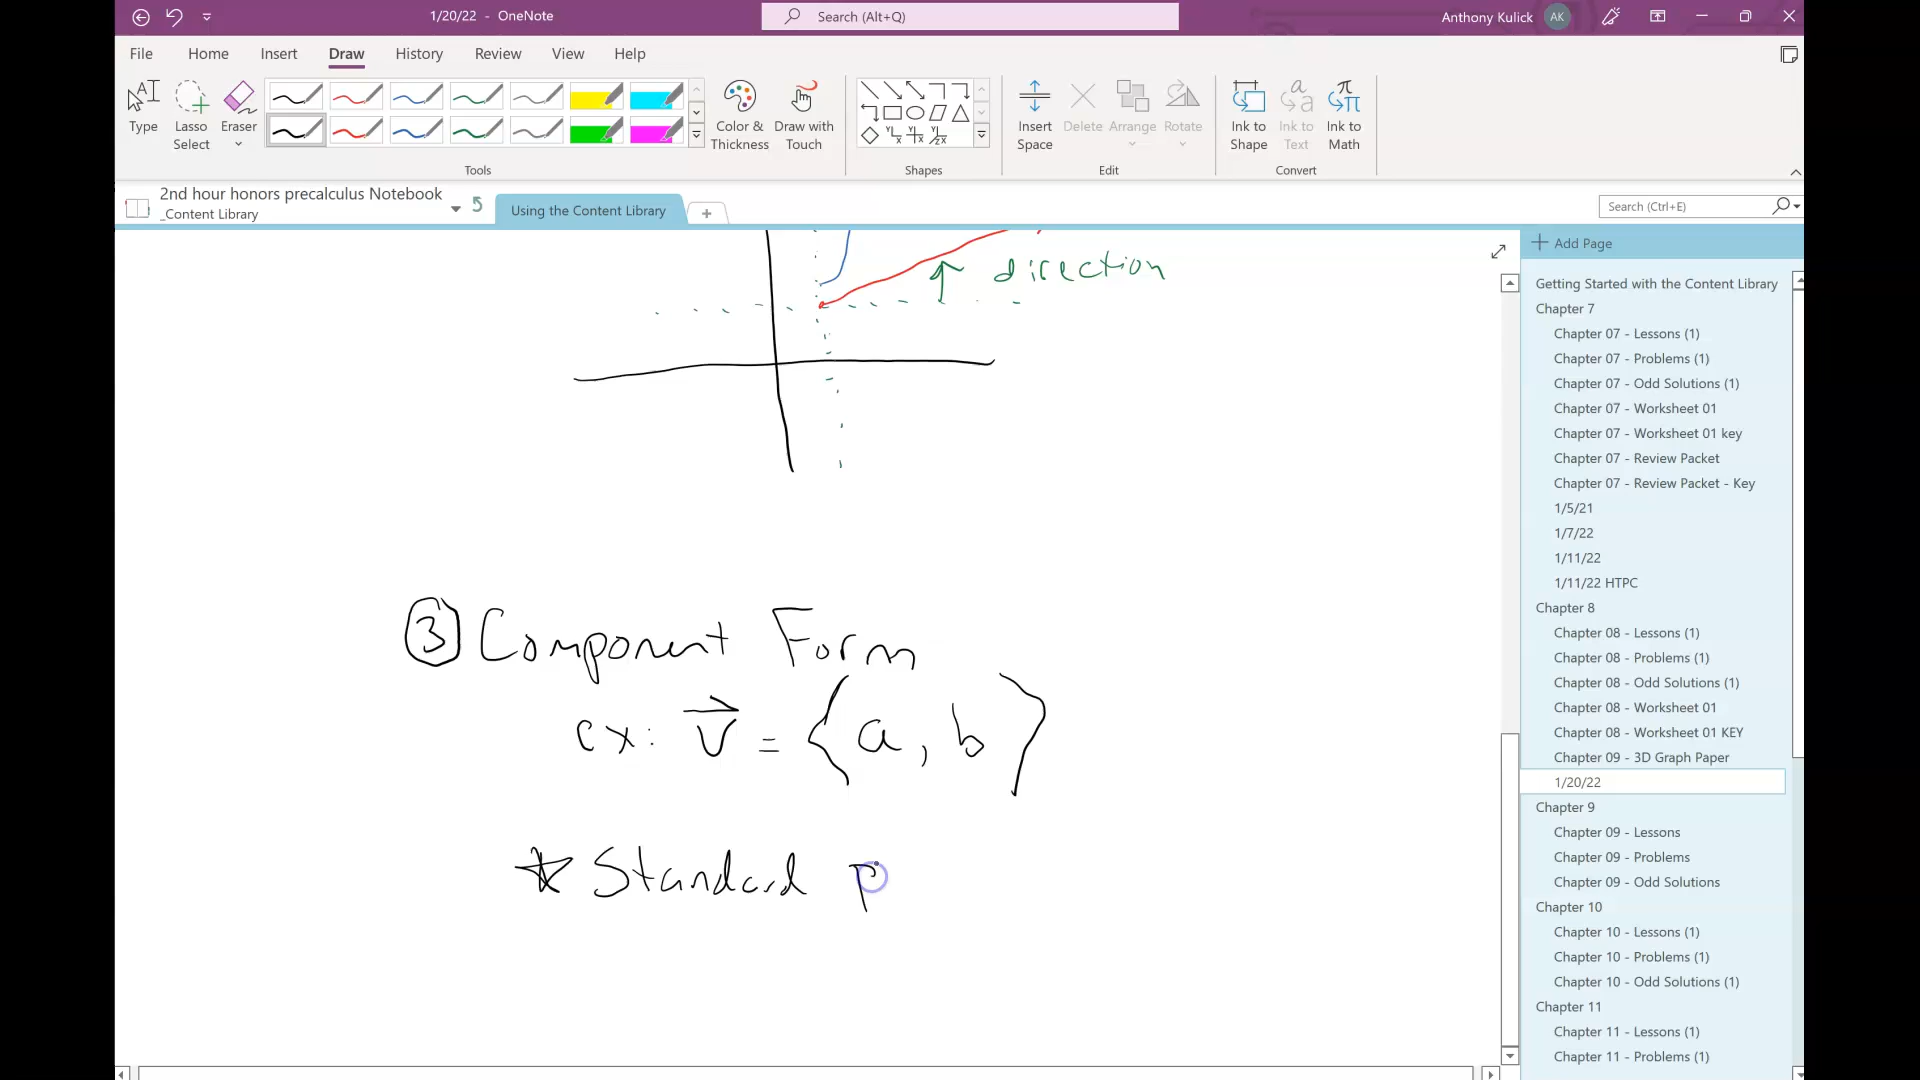 1/20/22 - OneNote
Search (Alt+Q)
Anthony Kulick
AK
File Home Insert Draw History Review View Help
Type
Lasso Select
Eraser
Color & Thickness
Draw with Touch
Insert Space
Delete
Arrange
Rotate
Ink to Shape
Ink to Text
Ink to Math
Tools
Shapes
Edit
Convert
2nd hour honors precalculus Notebook
_Content Library
Using the Content Library
Search (Ctrl+E)
direction
③ Component Form
ex: v⃗ = ⟨a, b⟩
☆ Standard p
Add Page
Getting Started with the Content Library
Chapter 7
Chapter 07 - Lessons (1)
Chapter 07 - Problems (1)
Chapter 07 - Odd Solutions (1)
Chapter 07 - Worksheet 01
Chapter 07 - Worksheet 01 key
Chapter 07 - Review Packet
Chapter 07 - Review Packet - Key
1/5/21
1/7/22
1/11/22
1/11/22 HTPC
Chapter 8
Chapter 08 - Lessons (1)
Chapter 08 - Problems (1)
Chapter 08 - Odd Solutions (1)
Chapter 08 - Worksheet 01
Chapter 08 - Worksheet 01 KEY
Chapter 09 - 3D Graph Paper
1/20/22
Chapter 9
Chapter 09 - Lessons
Chapter 09 - Problems
Chapter 09 - Odd Solutions
Chapter 10
Chapter 10 - Lessons (1)
Chapter 10 - Problems (1)
Chapter 10 - Odd Solutions (1)
Chapter 11
Chapter 11 - Lessons (1)
Chapter 11 - Problems (1)